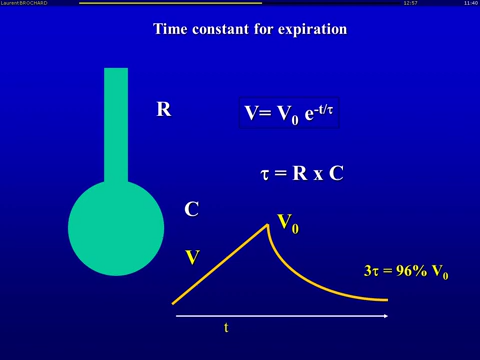 Laurent BROCHARD 12:57 11:40
Time constant for expiration
R
V= V₀ e⁻ᵗ/τ
τ = R x C
C
V₀
V
3τ = 96% V₀
t